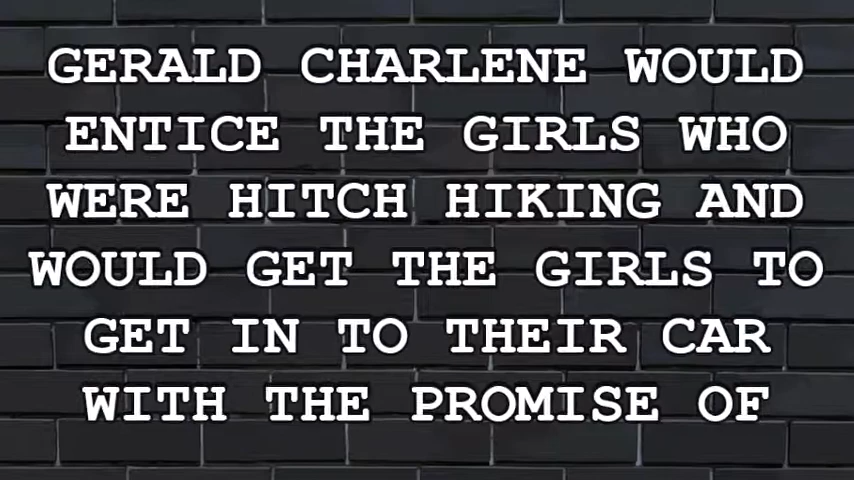 GERALD CHARLENE WOULD
ENTICE THE GIRLS WHO
WERE HITCH HIKING AND
WOULD GET THE GIRLS TO
GET IN TO THEIR CAR
WITH THE PROMISE OF